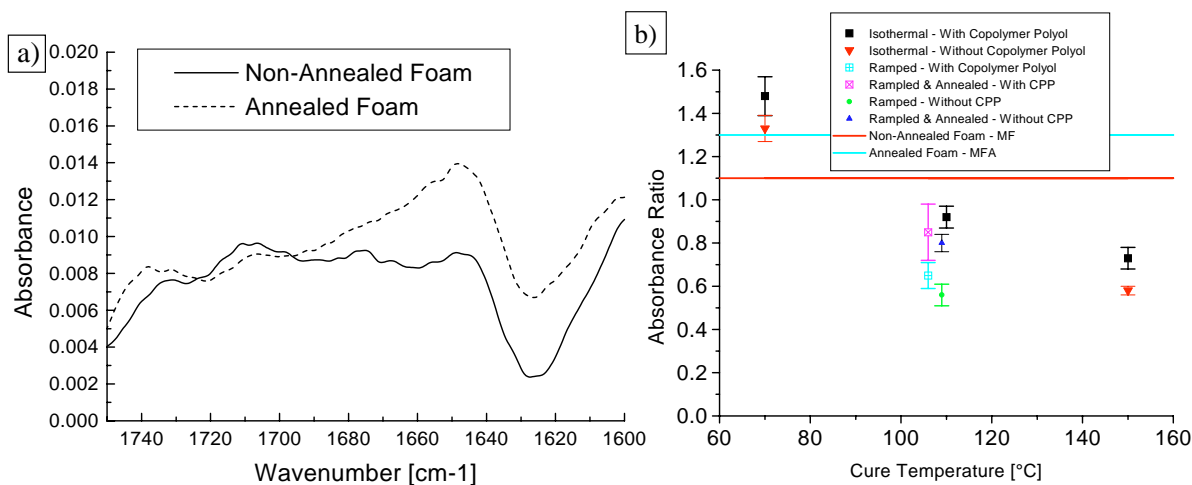 a)
0.020
0.018
0.016
0.014
0.012
0.010
0.008
0.006
0.004
0.002
0.000
Absorbance
Non-Annealed Foam
Annealed Foam
1740 1720 1700 1680 1660 1640 1620 1600
Wavenumber [cm-1]
b)
Isothermal - With Copolymer Polyol
Isothermal - Without Copolymer Polyol
Ramped - With Copolymer Polyol
Rampled & Annealed - With CPP
Ramped - Without CPP
Rampled & Annealed - Without CPP
Non-Annealed Foam - MF
Annealed Foam - MFA
1.6
1.4
1.2
1.0
0.8
0.6
0.4
0.2
0.0
Absorbance Ratio
60 80 100 120 140 160
Cure Temperature [°C]